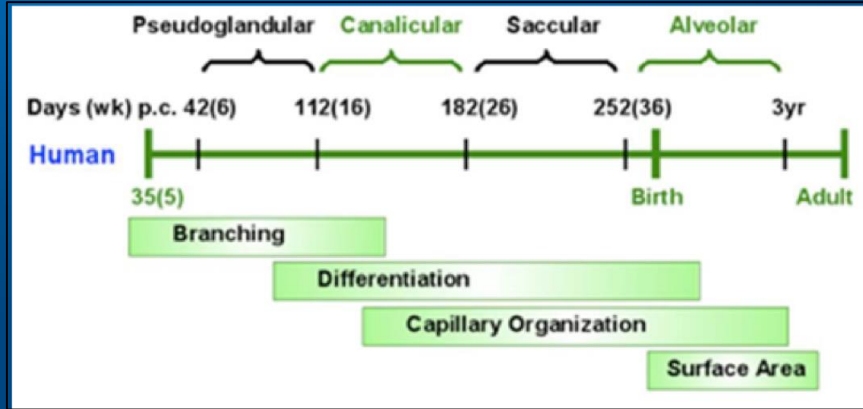 Pseudoglandular Canalicular Saccular Alveolar
Days (wk) p.c. 42(6) 112(16) 182(26) 252(36) 3yr
Human
35(5) Birth Adult
Branching
Differentiation
Capillary Organization
Surface Area